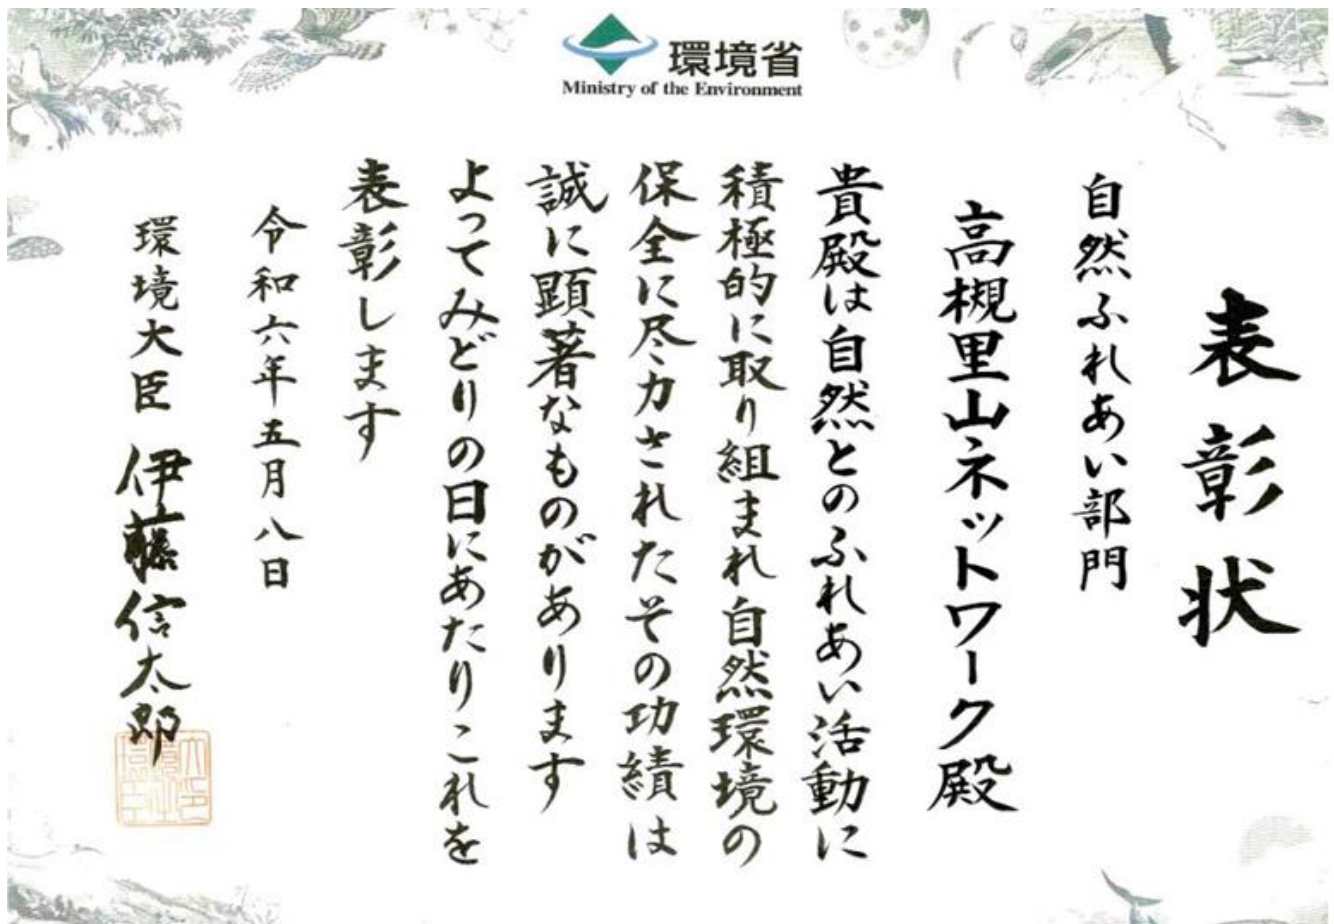 環境省
Ministry of the Environment
表彰状
自然ふれあい部門
高槻里山ネットワーク殿
貴殿は自然とのふれあい活動に
積極的に取り組まれ自然環境の
保全に尽力されたその功績は
誠に顕著なものがあります
よってみどりの日にあたりこれを
表彰します
令和六年五月八日
環境大臣 伊藤信太郎